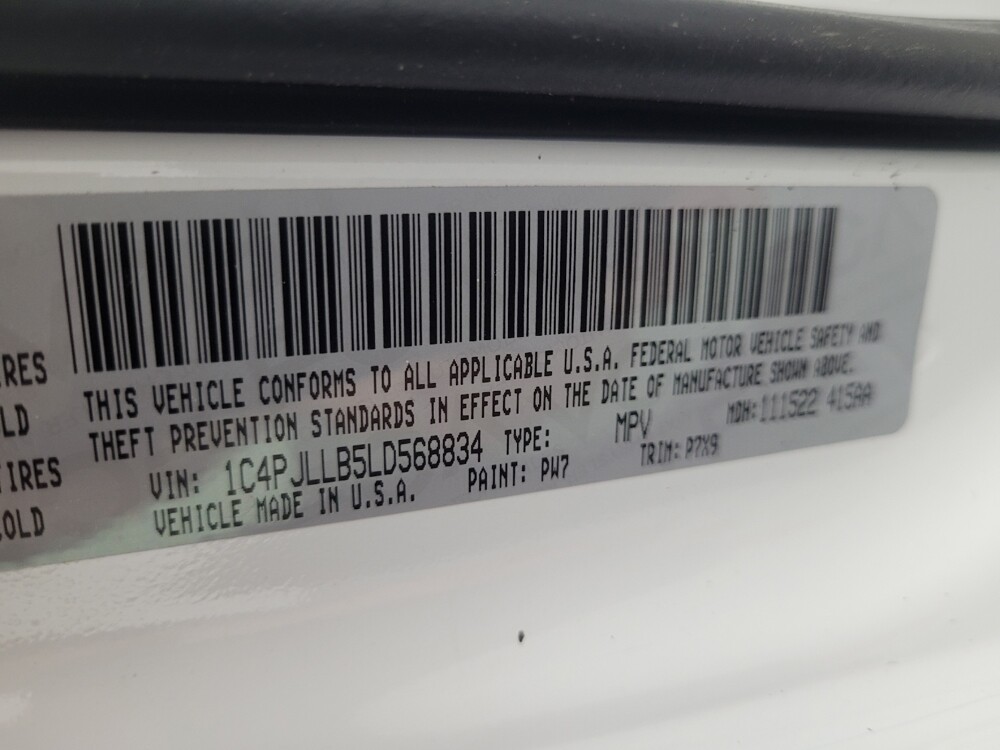 IRES
LD
TIRES
COLD
THIS VEHICLE CONFORMS TO ALL APPLICABLE U.S.A. FEDERAL MOTOR VEHICLE SAFETY AND
THEFT PREVENTION STANDARDS IN EFFECT ON THE DATE OF MANUFACTURE SHOWN ABOVE.
VIN: 1C4PJLLB5LD568834 TYPE: MPV MDH:111522 415AA
VEHICLE MADE IN U.S.A. PAINT: PW7 TRIM: P7X9